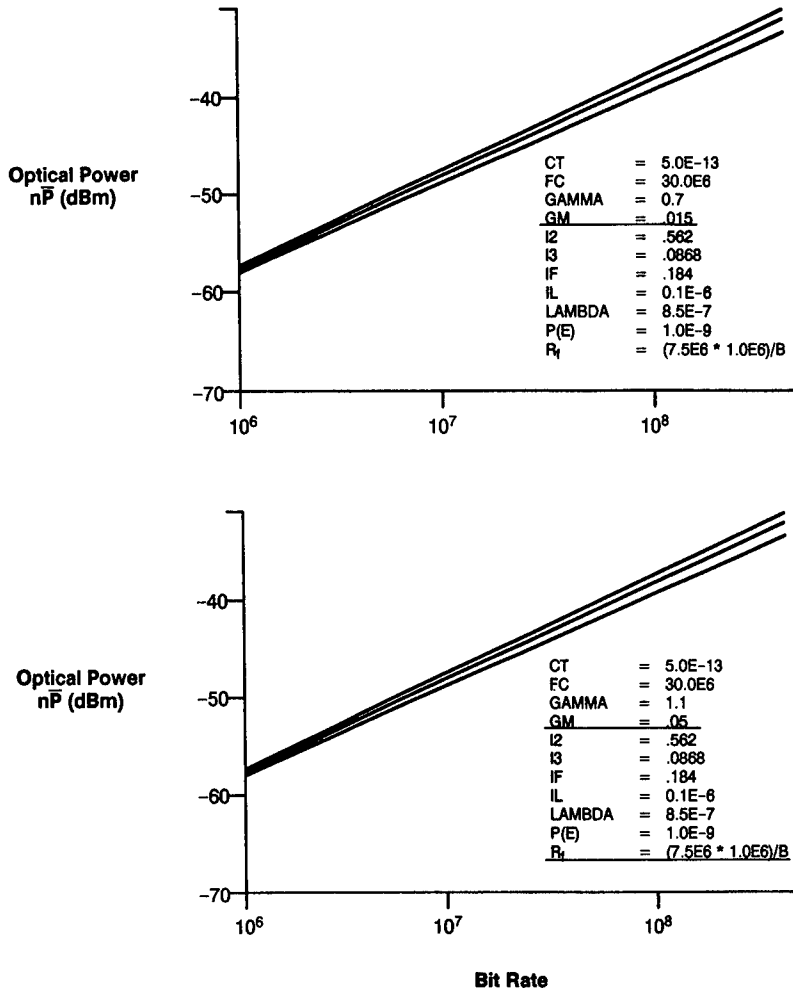 −40
Optical Power
nP̅ (dBm)
−50
−60
−70
CT = 5.0E−13
FC = 30.0E6
GAMMA = 0.7
GM = .015
I2 = .562
I3 = .0868
IF = .184
IL = 0.1E−6
LAMBDA = 8.5E−7
P(E) = 1.0E−9
Rf = (7.5E6 * 1.0E6)/B
10⁶ 10⁷ 10⁸
−40
Optical Power
nP̅ (dBm)
−50
−60
−70
CT = 5.0E−13
FC = 30.0E6
GAMMA = 1.1
GM = .05
I2 = .562
I3 = .0868
IF = .184
IL = 0.1E−6
LAMBDA = 8.5E−7
P(E) = 1.0E−9
Rf = (7.5E6 * 1.0E6)/B
10⁶ 10⁷ 10⁸
Bit Rate